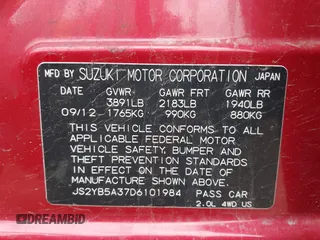 MFD BY SUZUKI MOTOR CORPORATION JAPAN
DATE GVWR GAWR FRT GAWR RR
3891LB 2183LB 1940LB
09/12 1765KG 990KG 880KG
THIS VEHICLE CONFORMS TO ALL
APPLICABLE FEDERAL MOTOR
VEHICLE SAFETY, BUMPER AND
THEFT PREVENTION STANDARDS
IN EFFECT ON THE DATE OF
MANUFACTURE SHOWN ABOVE.
JS2YB5A37D6101984 PASS CAR
2.0L 4WD US
DREAMBID